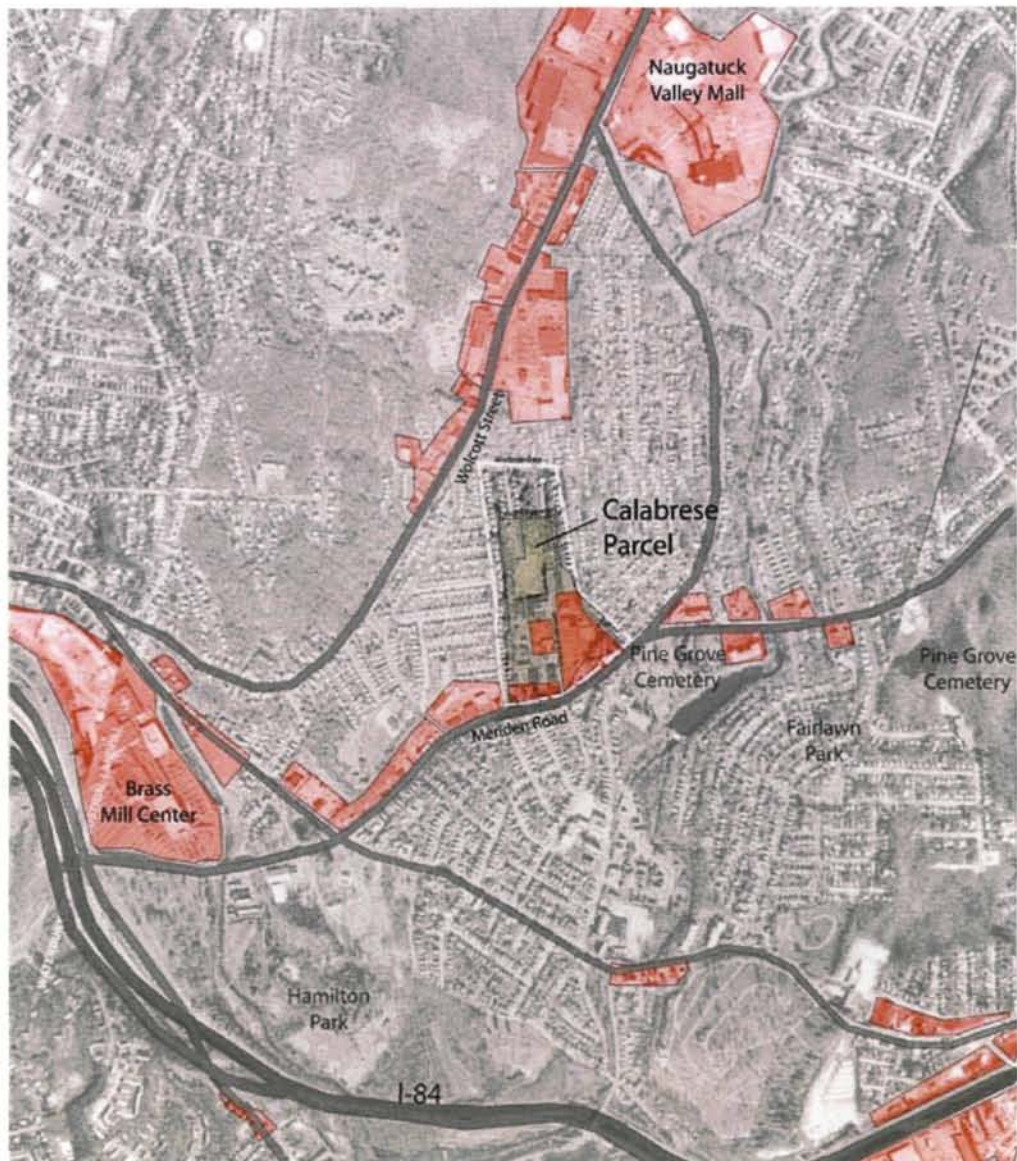 Naugatuck
Valley Mall
Wolcott Street
Calabrese
Parcel
Pine Grove
Cemetery
Pine Grove
Cemetery
Meriden Road
Fairlawn
Park
Brass
Mill Center
Hamilton
Park
I-84